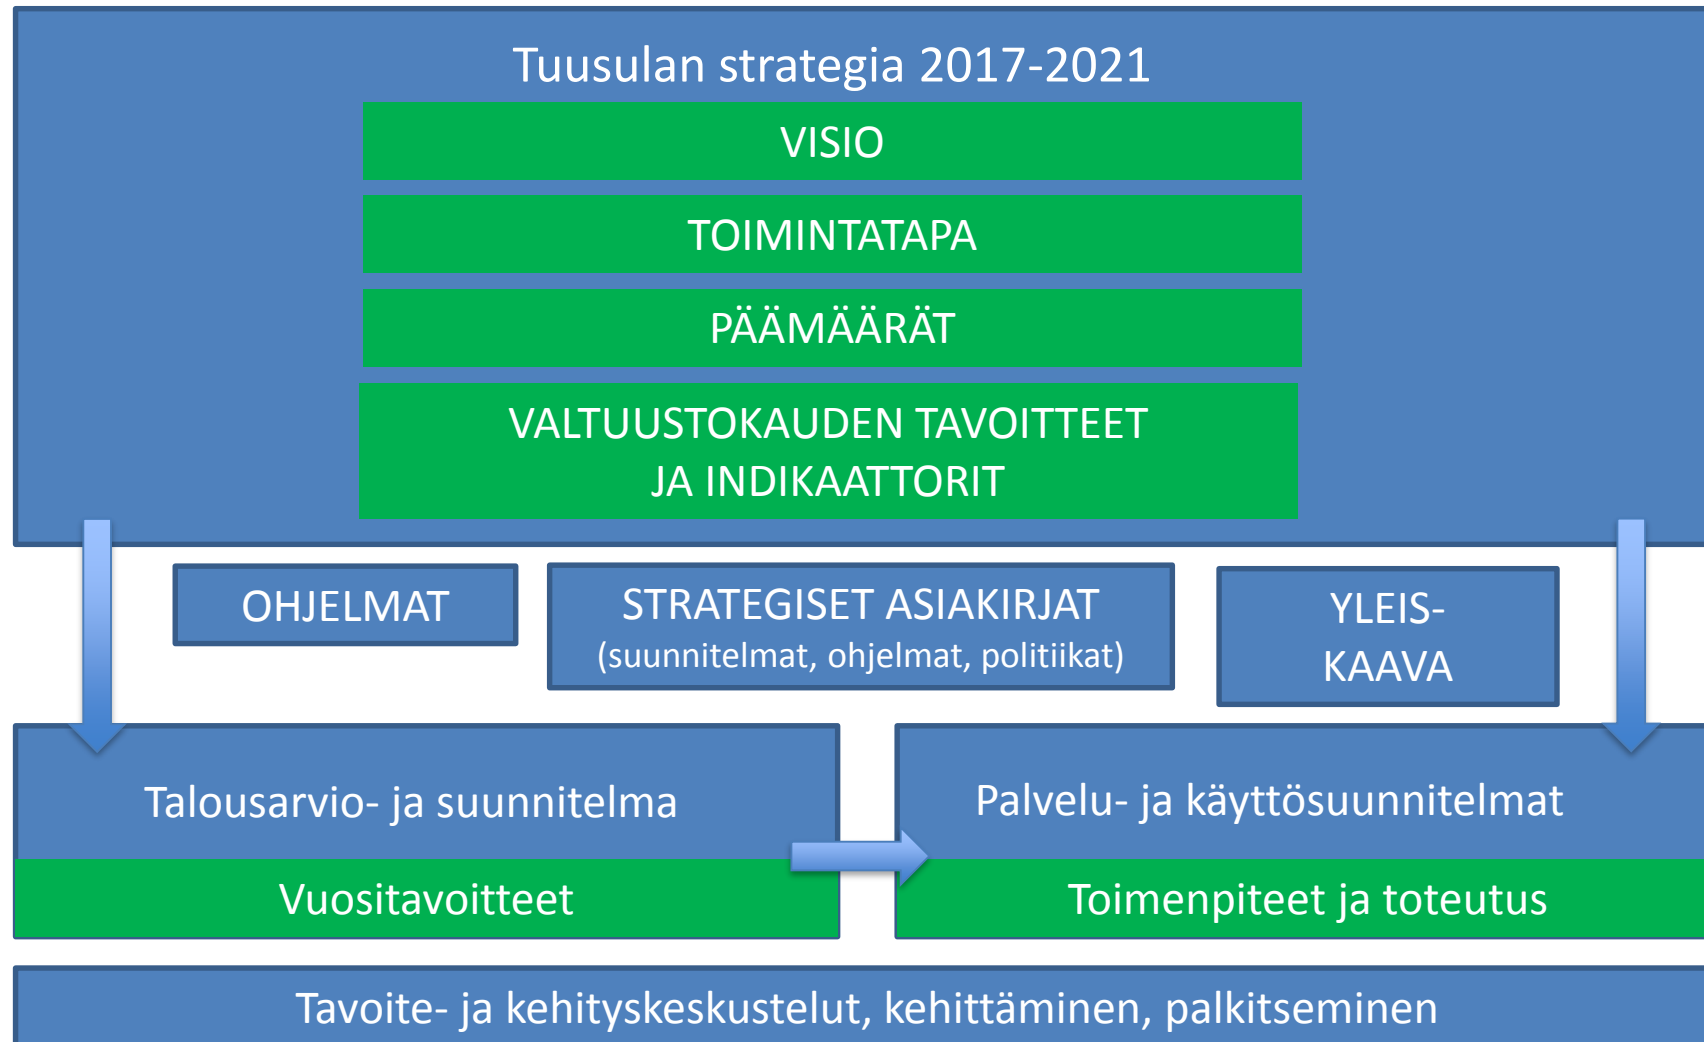 Tuusulan strategia 2017-2021
VISIO
TOIMINTATAPA
PÄÄMÄÄRÄT
VALTUUSTOKAUDEN TAVOITTEET
JA INDIKAATTORIT
OHJELMAT
STRATEGISET ASIAKIRJAT
(suunnitelmat, ohjelmat, politiikat)
YLEIS-
KAAVA
Talousarvio- ja suunnitelma
Vuositavoitteet
Palvelu- ja käyttösuunnitelmat
Toimenpiteet ja toteutus
Tavoite- ja kehityskeskustelut, kehittäminen, palkitseminen